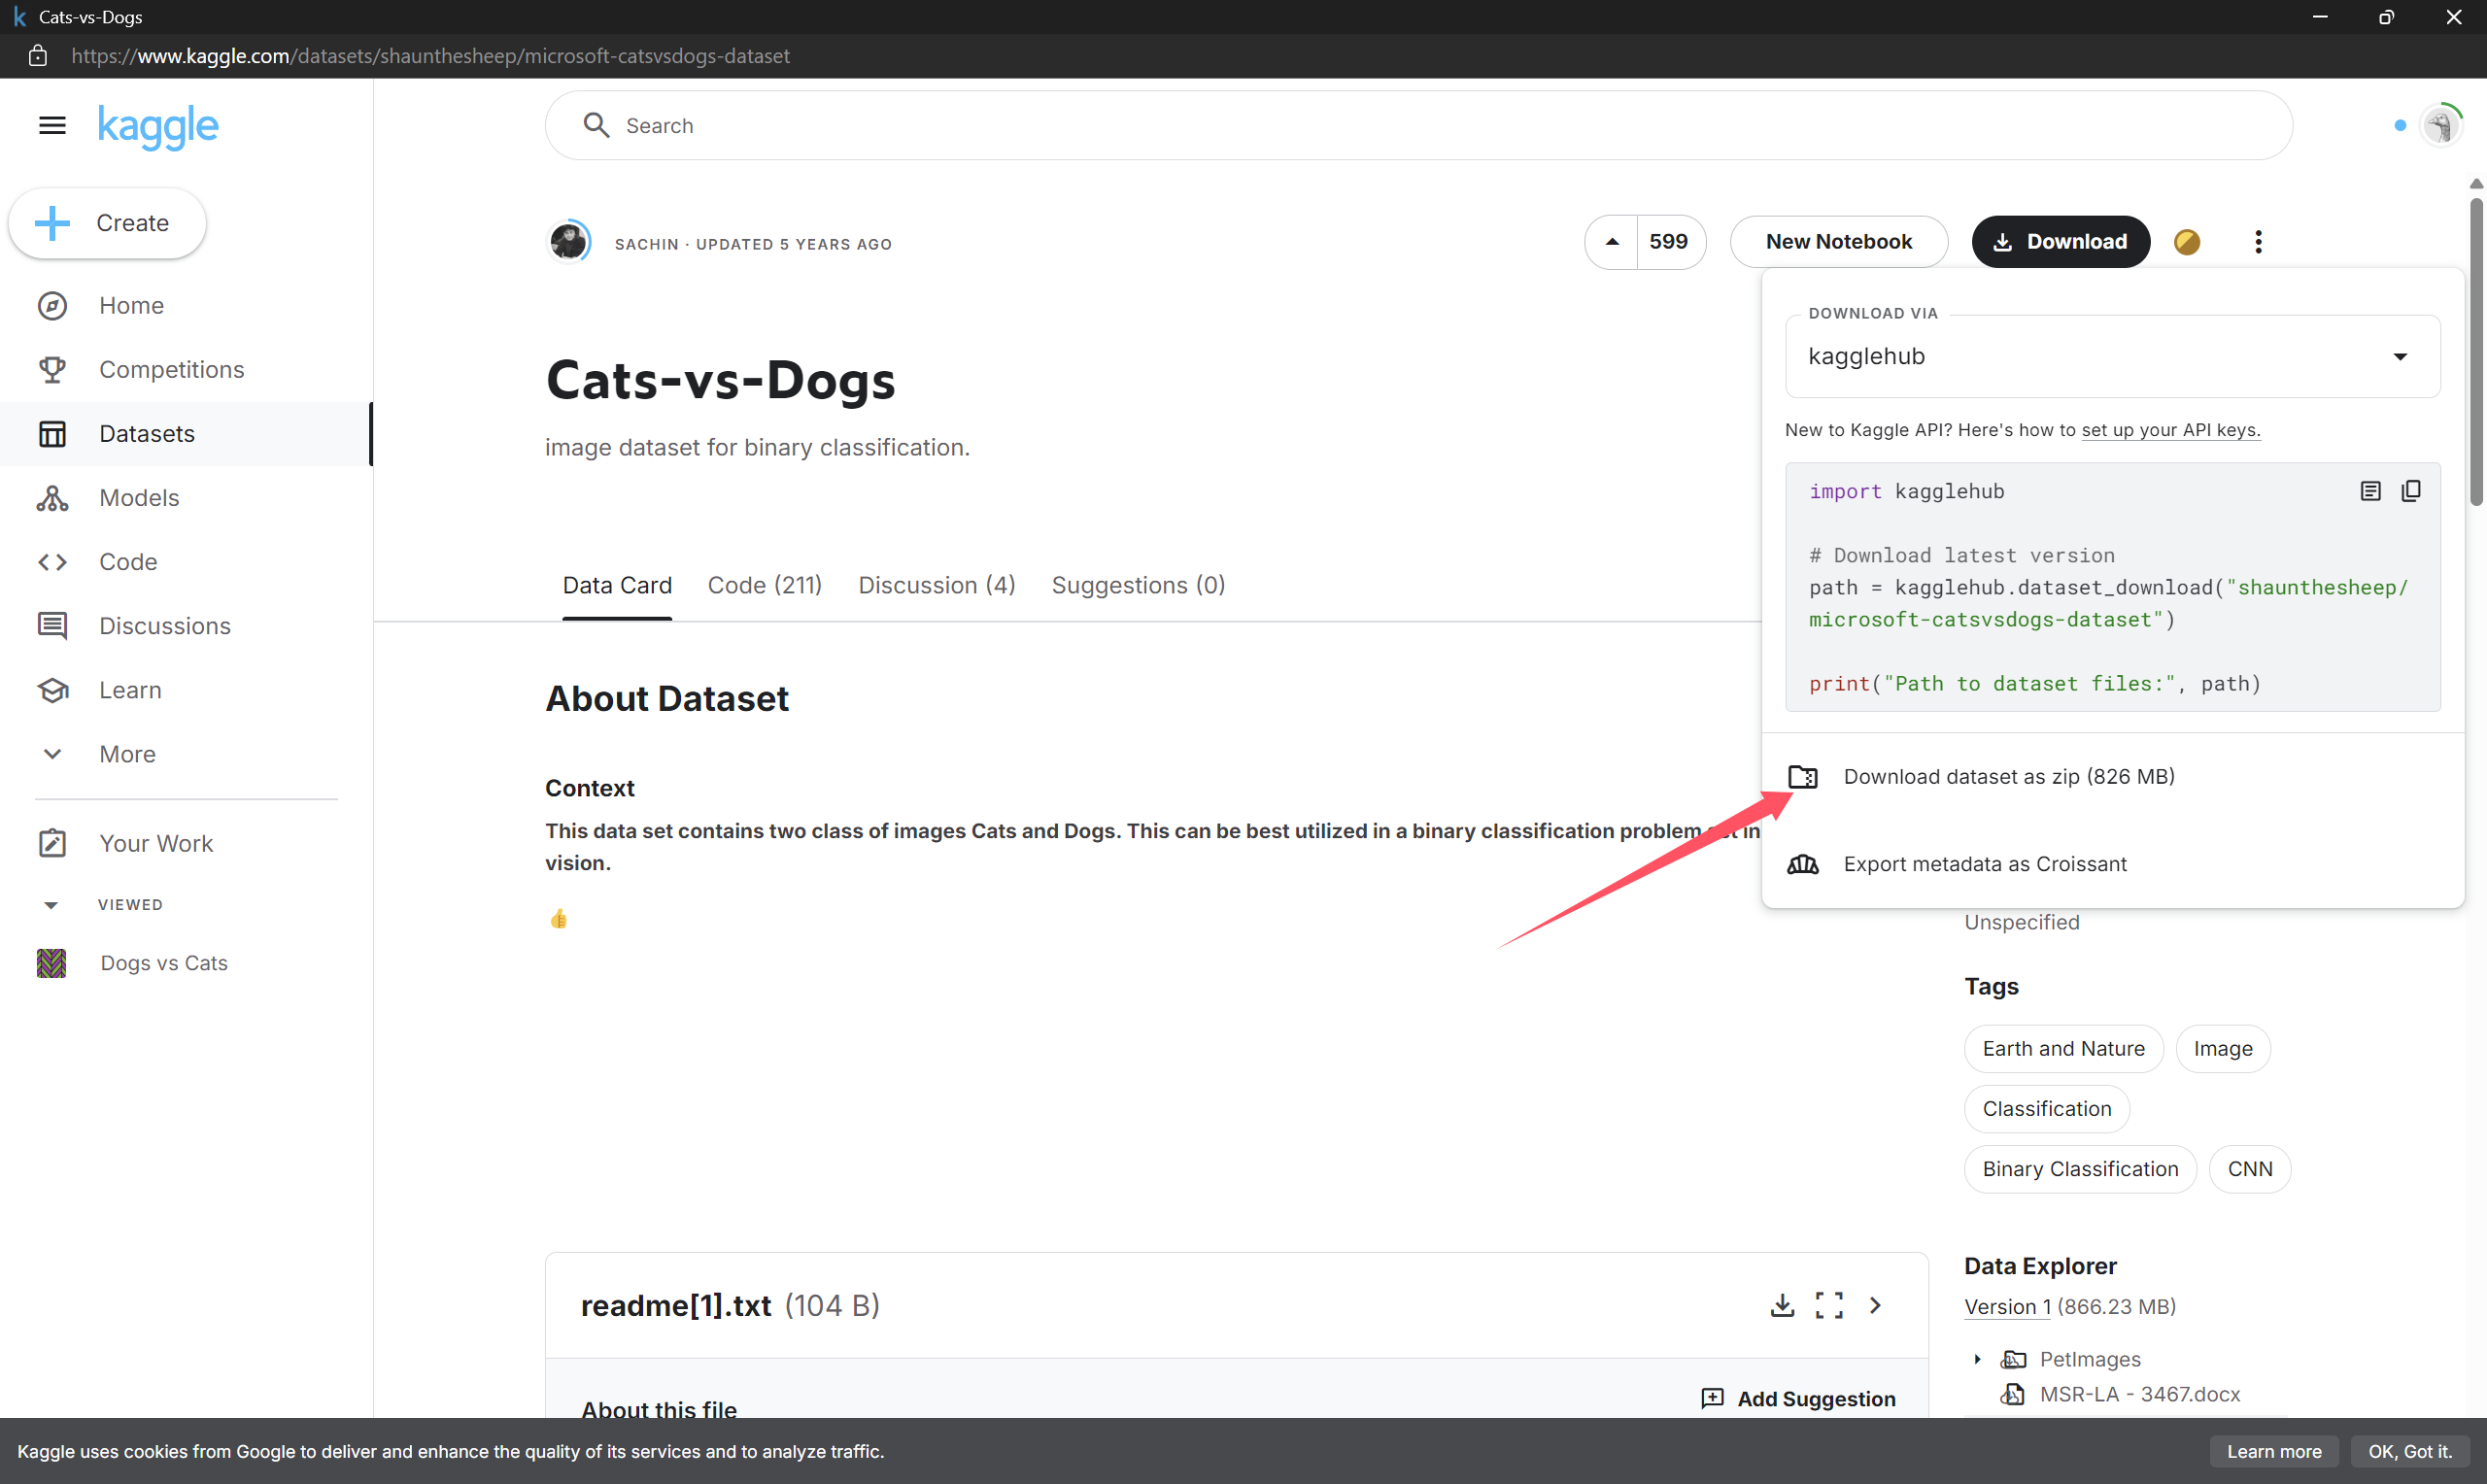 Cats-vs-Dogs
https://www.kaggle.com/datasets/shaunthesheep/microsoft-catsvsdogs-dataset
kaggle
Search
Create
Home
Competitions
Datasets
Models
Code
Discussions
Learn
More
Your Work
VIEWED
Dogs vs Cats
SACHIN · UPDATED 5 YEARS AGO
599
New Notebook
Download
Cats-vs-Dogs
image dataset for binary classification.
Data Card
Code (211)
Discussion (4)
Suggestions (0)
About Dataset
Context
This data set contains two class of images Cats and Dogs. This can be best utilized in a binary classification problem in
vision.
👍
DOWNLOAD VIA
kagglehub
New to Kaggle API? Here's how to set up your API keys.
import kagglehub
# Download latest version
path = kagglehub.dataset_download("shaunthesheep/
microsoft-catsvsdogs-dataset")
print("Path to dataset files:", path)
Download dataset as zip (826 MB)
Export metadata as Croissant
Unspecified
Tags
Earth and Nature
Image
Classification
Binary Classification
CNN
readme[1].txt (104 B)
About this file
Add Suggestion
Data Explorer
Version 1 (866.23 MB)
PetImages
MSR-LA - 3467.docx
Kaggle uses cookies from Google to deliver and enhance the quality of its services and to analyze traffic.
Learn more
OK, Got it.